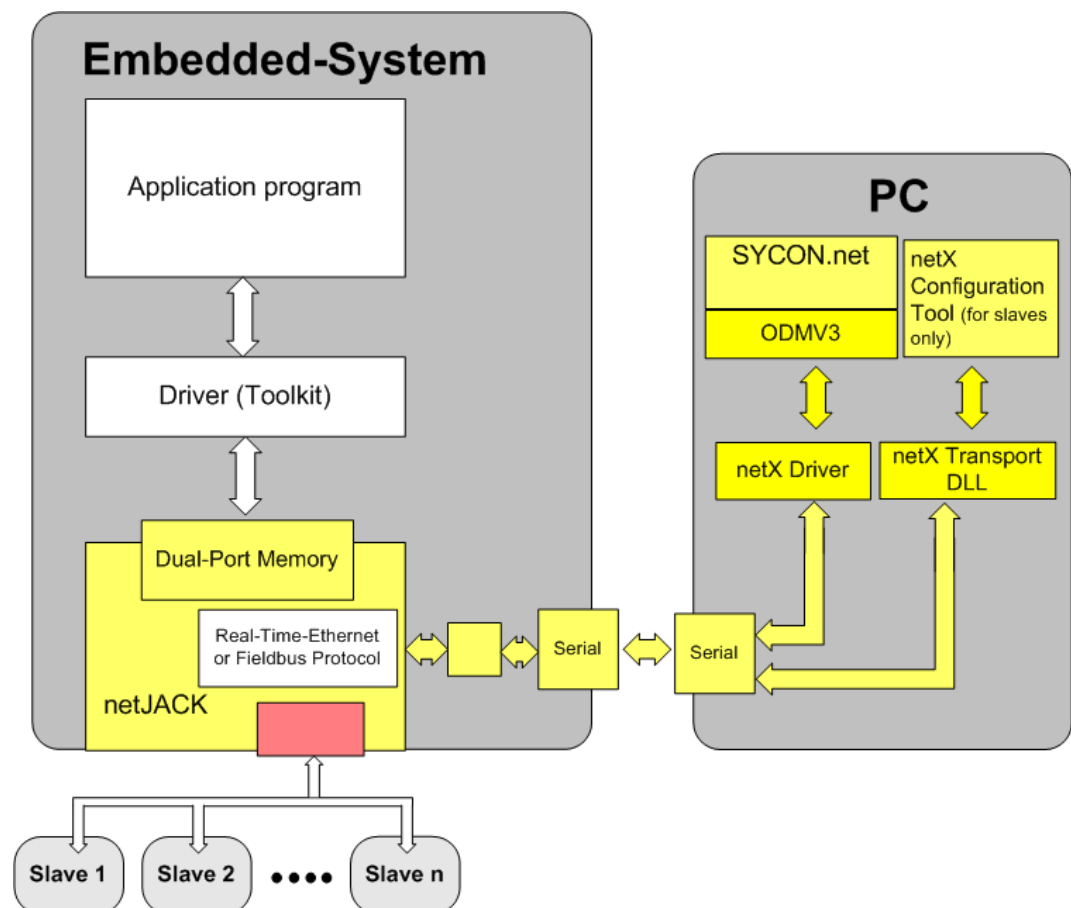 Embedded-System
Application program
Driver (Toolkit)
Dual-Port Memory
Real-Time-Ethernet
or Fieldbus Protocol
netJACK
Serial
Slave 1
Slave 2
Slave n
PC
SYCON.net
ODMV3
netX
Configuration
Tool (for slaves
only)
netX Driver
netX Transport
DLL
Serial